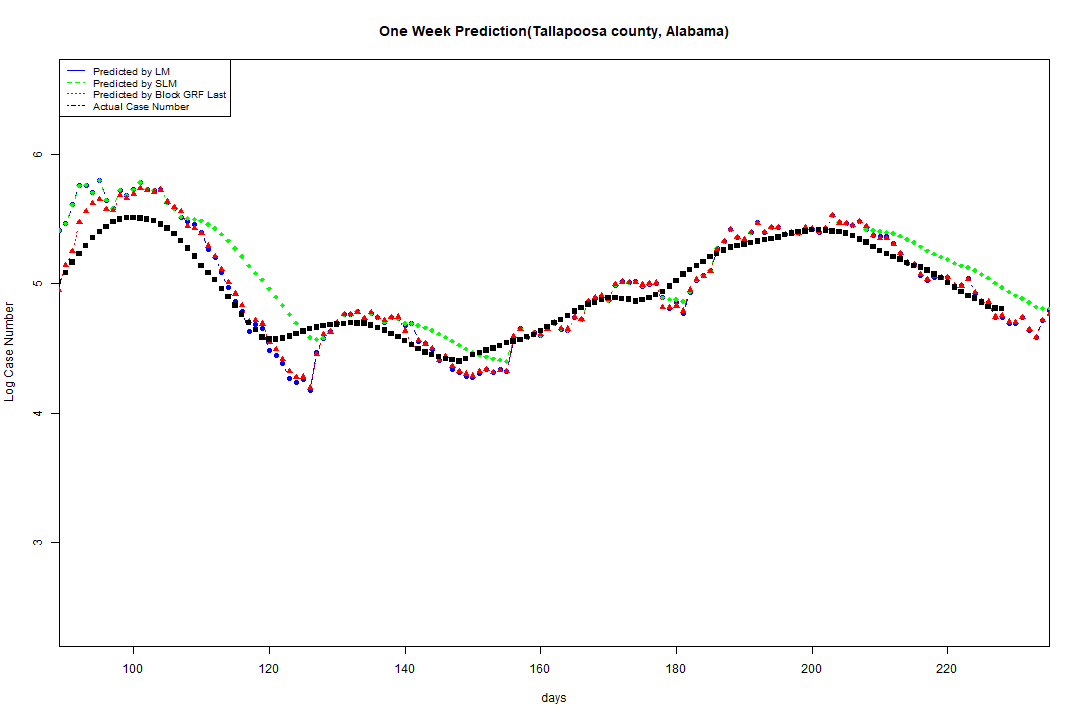 One Week Prediction(Tallapoosa county, Alabama)
Predicted by LM
Predicted by SLM
Predicted by Block GRF Last
Actual Case Number
6
5
4
3
Log Case Number
100 120 140 160 180 200 220
days